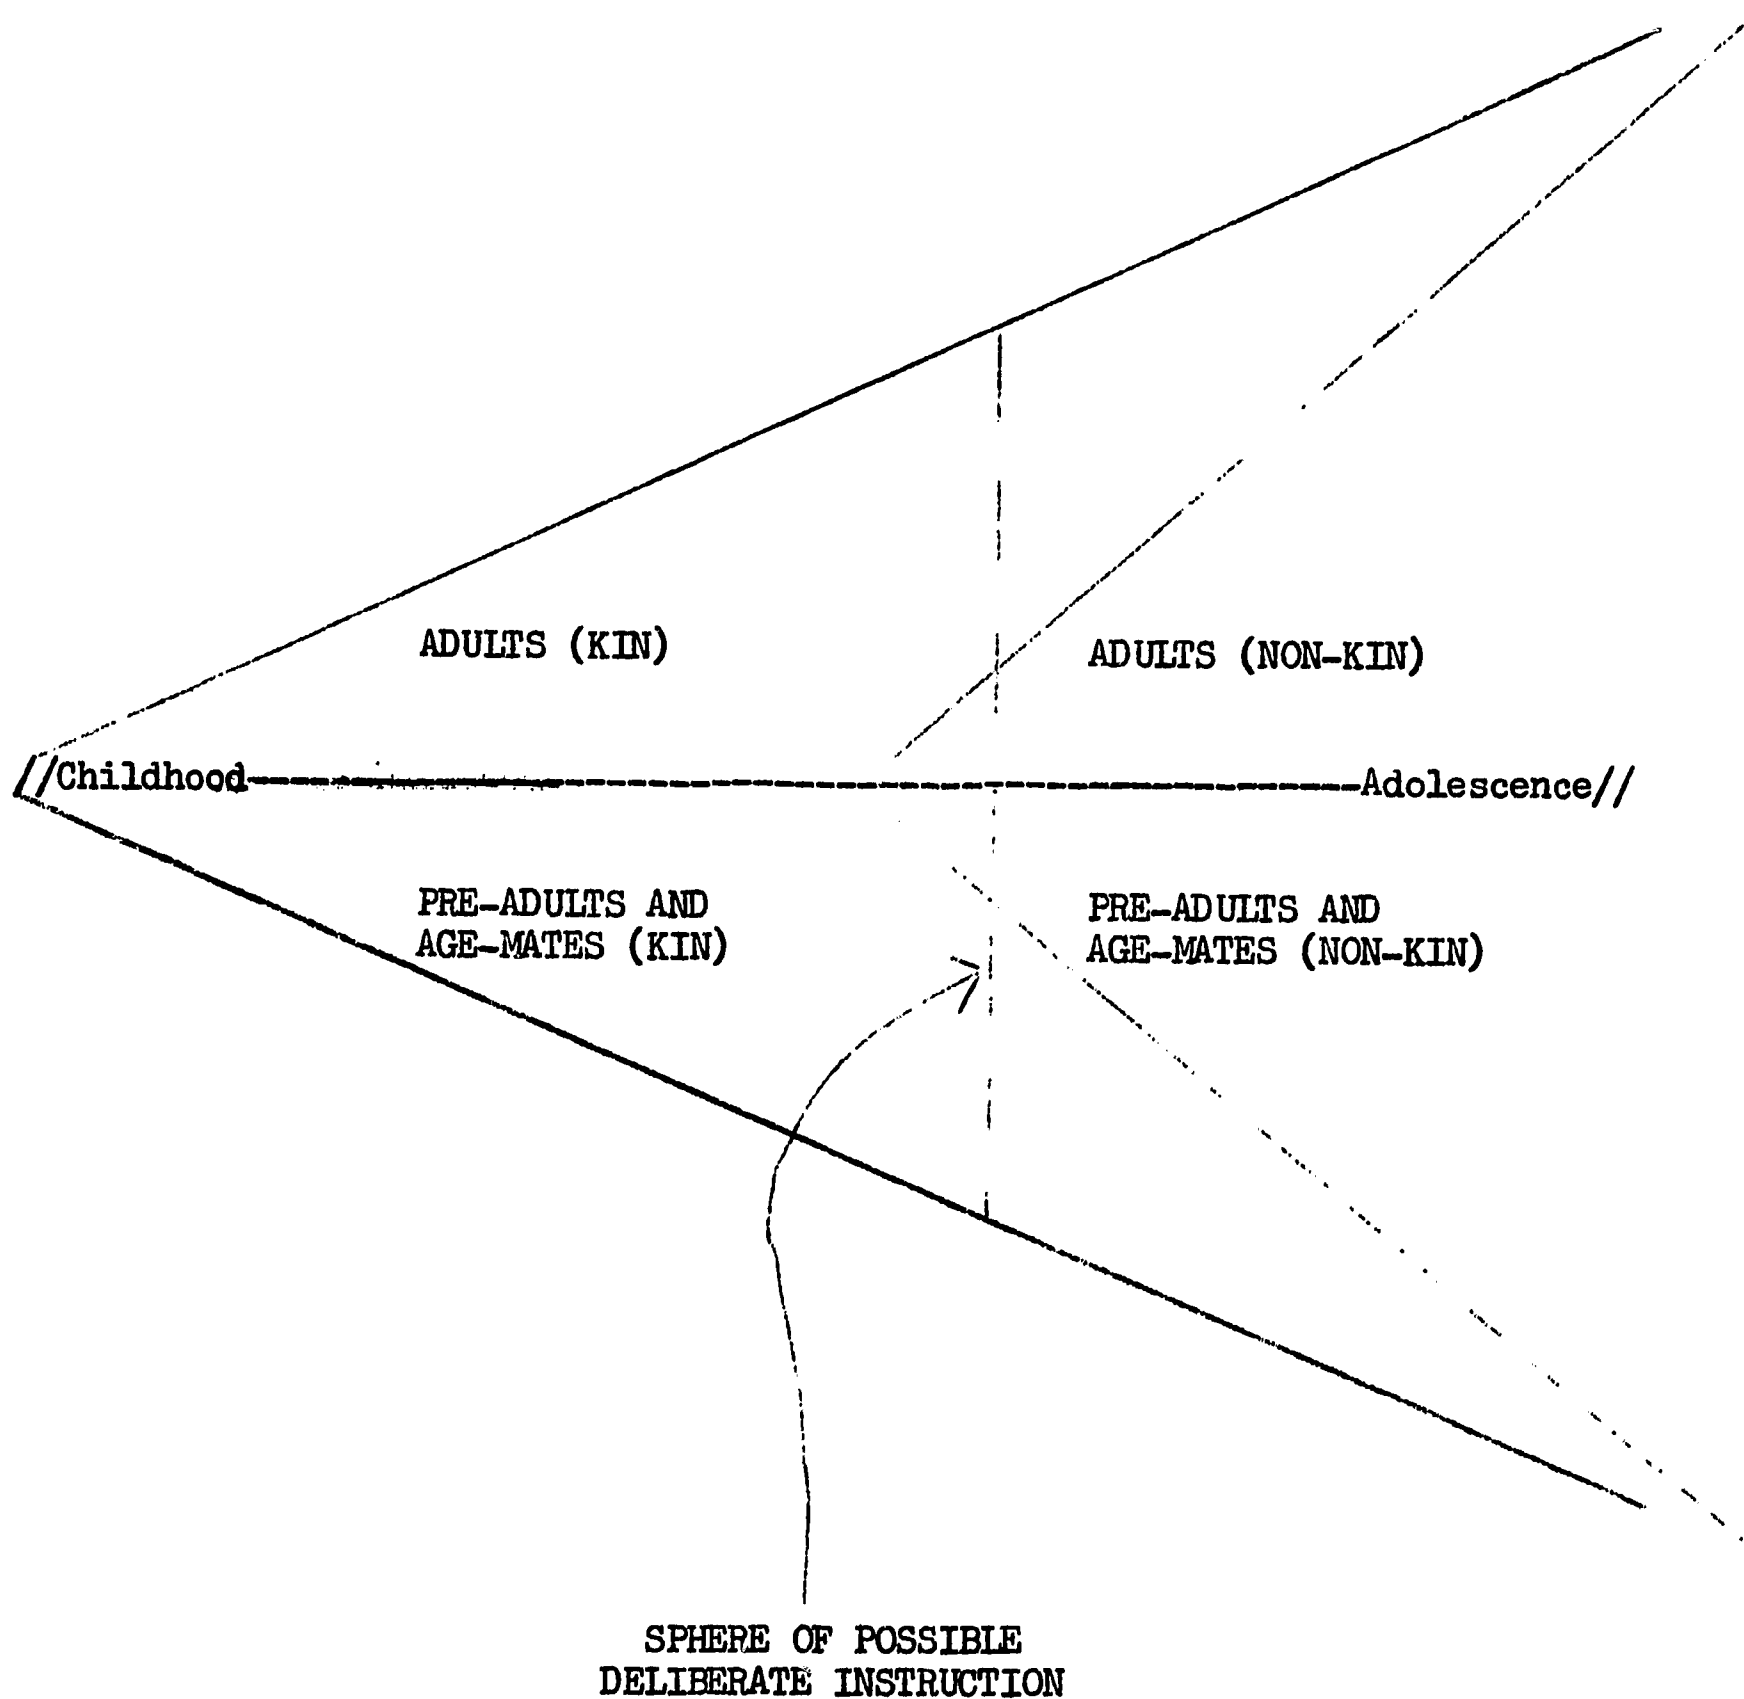 ADULTS (KIN)
ADULTS (NON-KIN)
//Childhood
Adolescence//
PRE-ADULTS AND
AGE-MATES (KIN)
PRE-ADULTS AND
AGE-MATES (NON-KIN)
SPHERE OF POSSIBLE
DELIBERATE INSTRUCTION